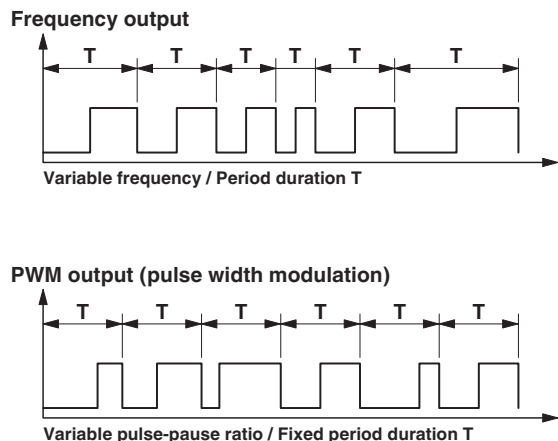 Frequency output
T T T T T T
Variable frequency / Period duration T
PWM output (pulse width modulation)
T T T T T T
Variable pulse-pause ratio / Fixed period duration T